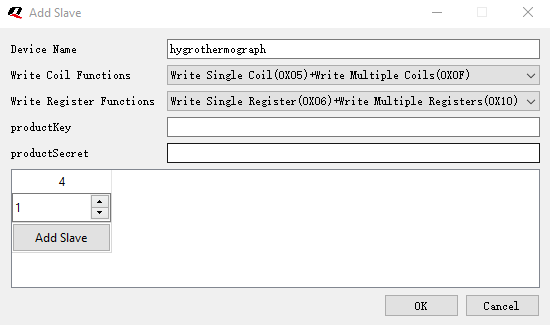 Add Slave
Device Name hygrothermograph
Write Coil Functions Write Single Coil(0X05)+Write Multiple Coils(0X0F)
Write Register Functions Write Single Register(0X06)+Write Multiple Registers(0X10)
productKey
productSecret
4
1
Add Slave
OK Cancel